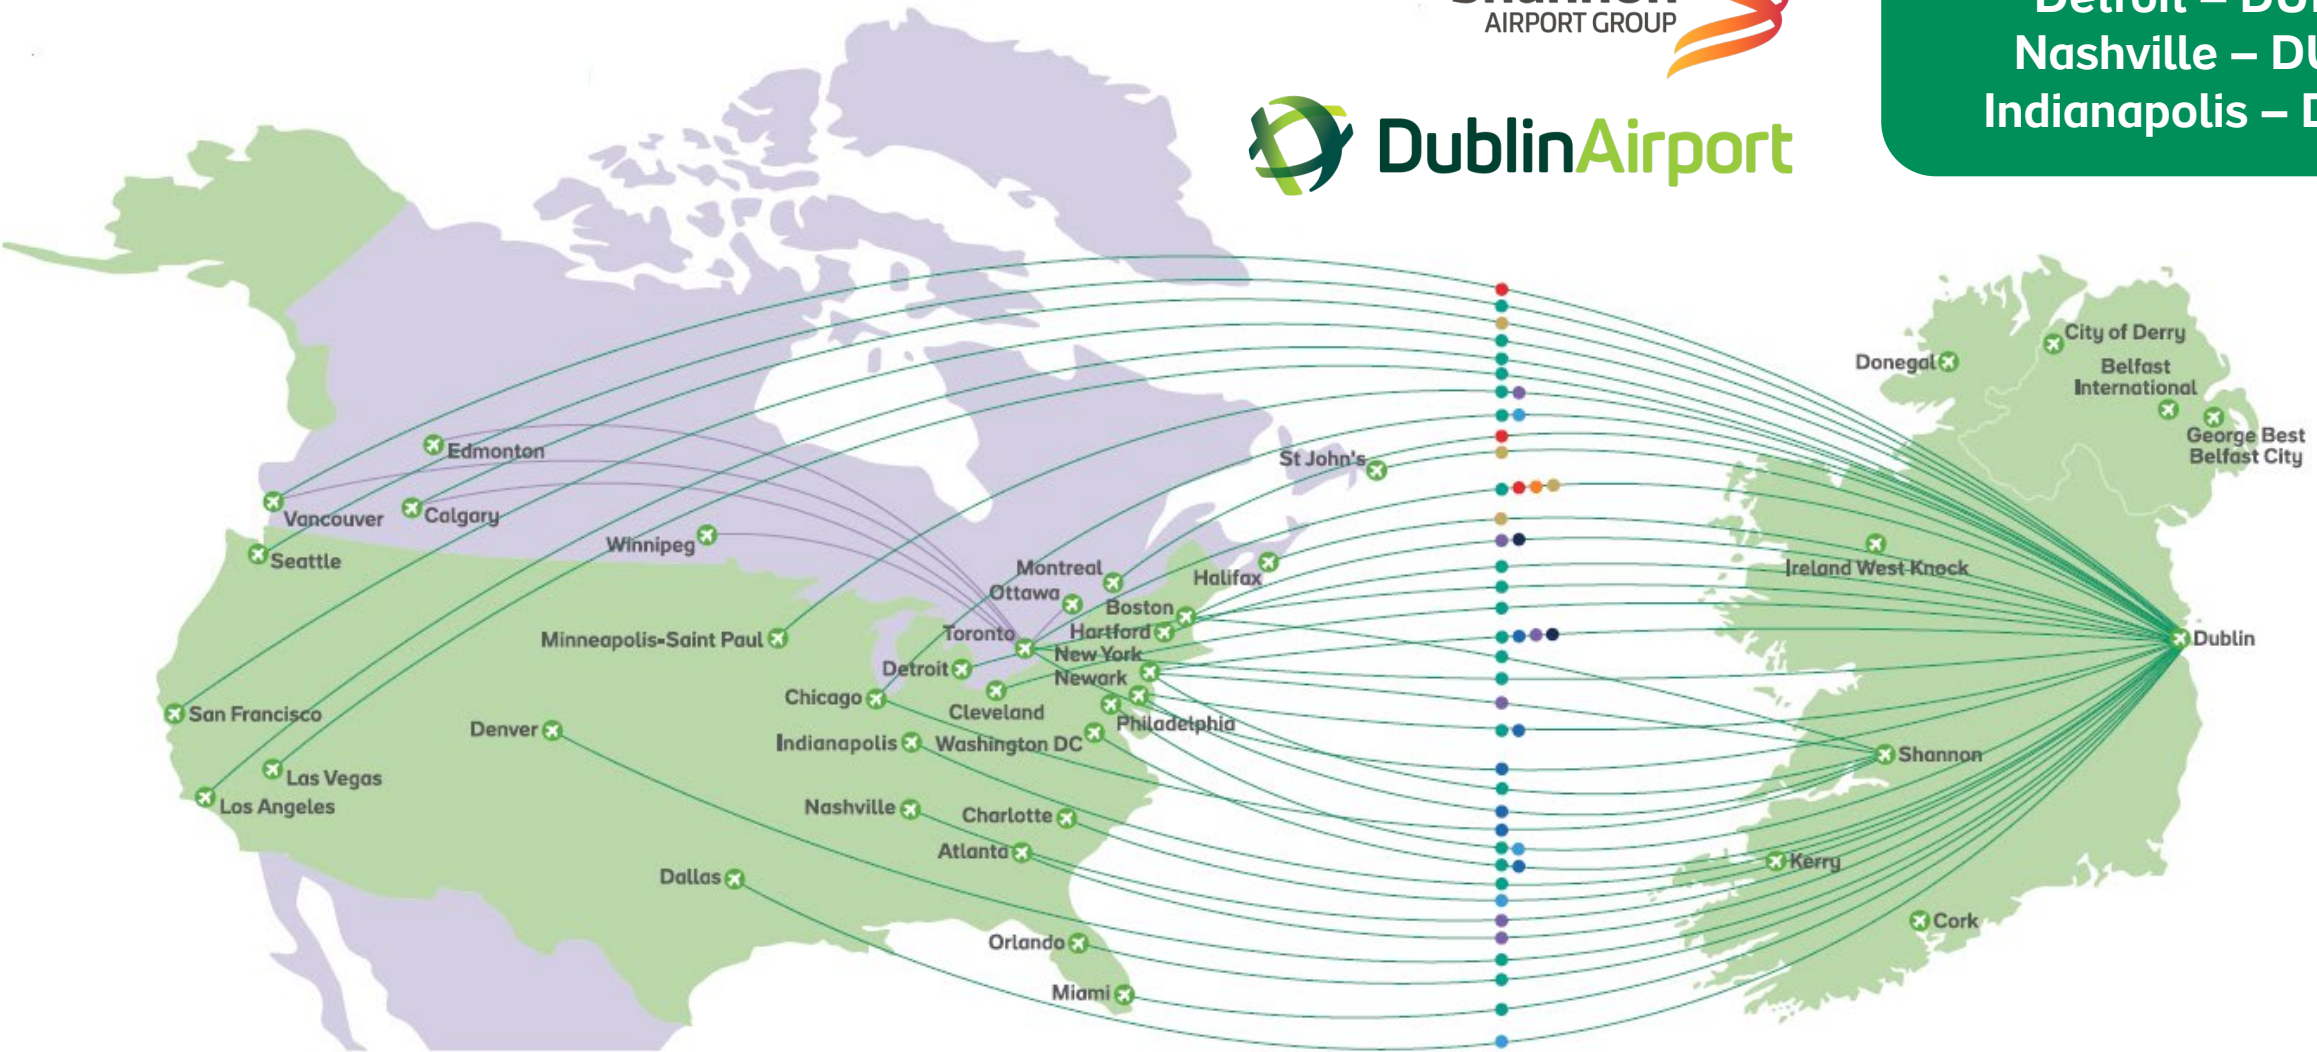 AIRPORT GROUP
DublinAirport
Nashville –
Indianapolis –
Edmonton
Vancouver
Calgary
Seattle
Winnipeg
St John's
Montreal
Ottawa
Halifax
Boston
Toronto
Hartford
Minneapolis-Saint Paul
New York
Detroit
Newark
Chicago
Cleveland
San Francisco
Philadelphia
Denver
Indianapolis
Washington DC
Las Vegas
Los Angeles
Nashville
Charlotte
Atlanta
Dallas
Orlando
Miami
City of Derry
Donegal
Belfast
International
George Best
Belfast City
Ireland West Knock
Dublin
Shannon
Kerry
Cork